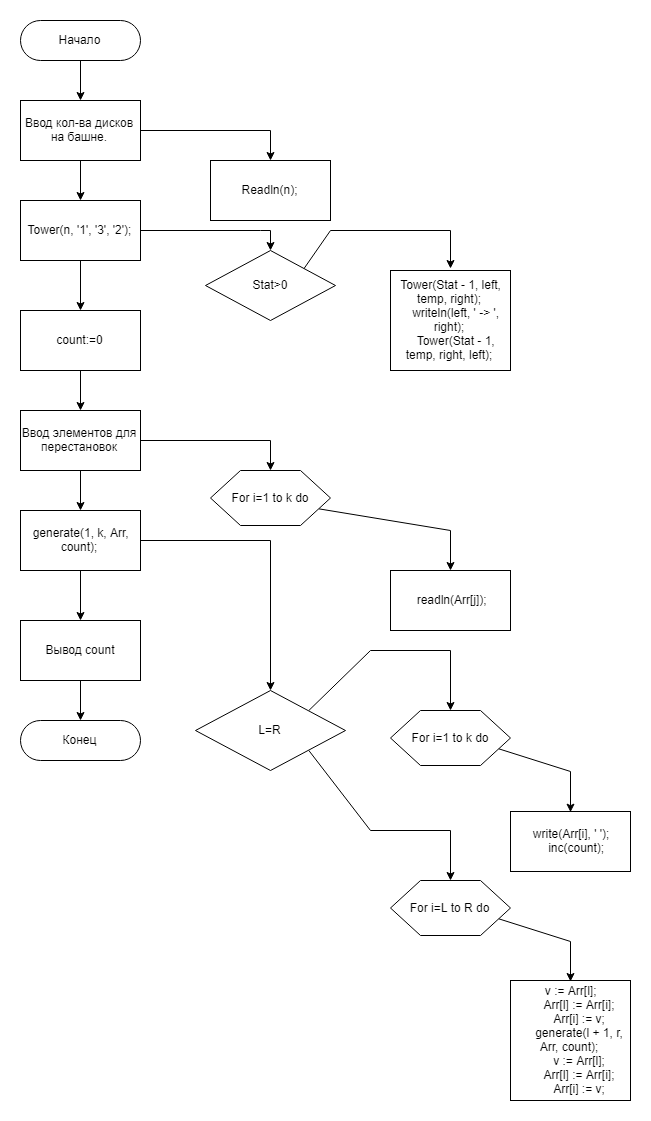 Начало
Ввод кол-ва дисков
на башне.
Readln(n);
Tower(n, '1', '3', '2');
Stat>0
Tower(Stat - 1, left,
temp, right);
writeln(left, ' -> ',
right);
Tower(Stat - 1,
temp, right, left);
count:=0
Ввод элементов для
перестановок
For i=1 to k do
generate(1, k, Arr,
count);
readln(Arr[j]);
Вывод count
L=R
For i=1 to k do
Конец
write(Arr[i], ' ');
inc(count);
For i=L to R do
v := Arr[l];
Arr[l] := Arr[i];
Arr[i] := v;
generate(l + 1, r,
Arr, count);
v := Arr[l];
Arr[l] := Arr[i];
Arr[i] := v;